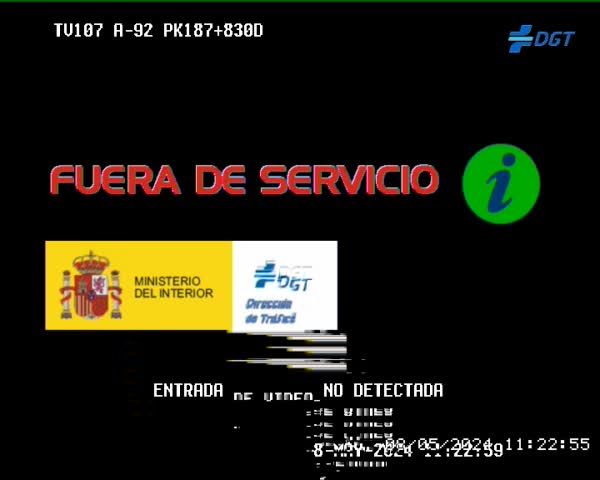 TV107 A-92 PK187+830D
DGT
FUERA DE SERVICIO
i
MINISTERIO
DEL INTERIOR
DGT
Dirección
de Tráfico
ENTRADA DE VIDEO NO DETECTADA
08/05/2024 11:22:55
8-MAY-2024 11:22:59